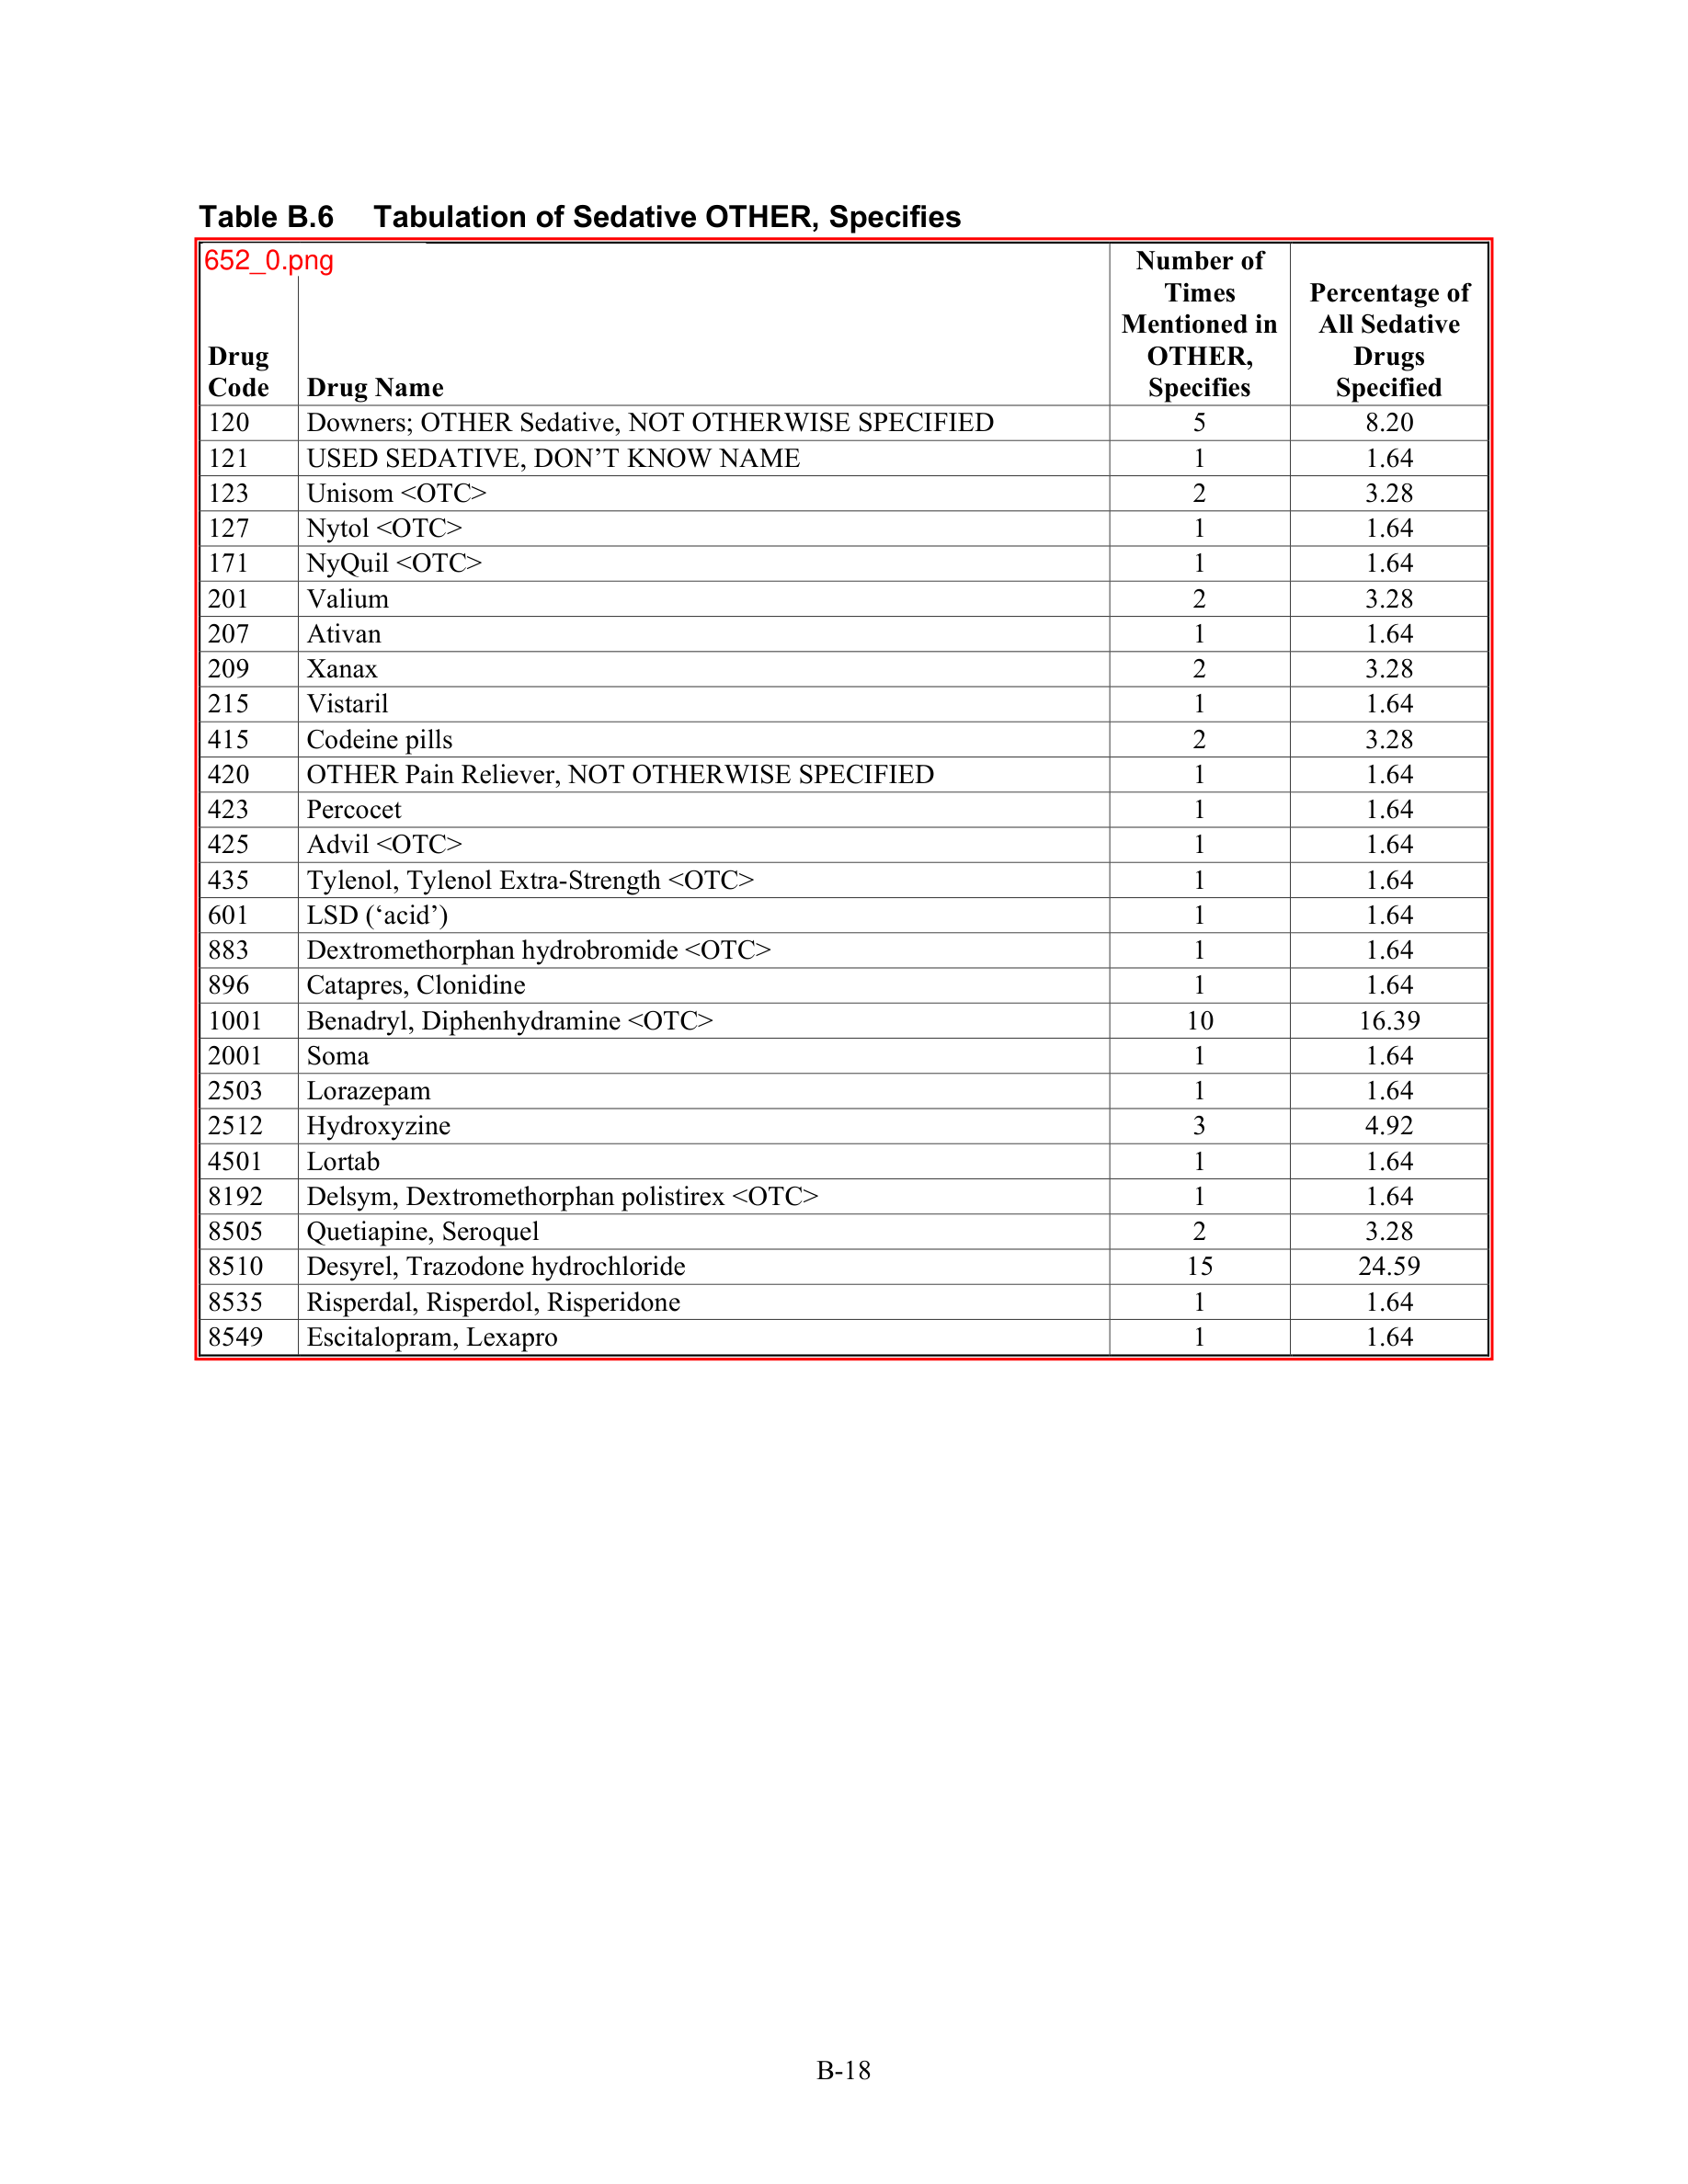 Table B.6 Tabulation of Sedative OTHER, Specifies
652_0.png
Drug Code Drug Name Number of Times Mentioned in OTHER, Specifies Percentage of All Sedative Drugs Specified
120 Downers; OTHER Sedative, NOT OTHERWISE SPECIFIED 5 8.20
121 USED SEDATIVE, DON’T KNOW NAME 1 1.64
123 Unisom <OTC> 2 3.28
127 Nytol <OTC> 1 1.64
171 NyQuil <OTC> 1 1.64
201 Valium 2 3.28
207 Ativan 1 1.64
209 Xanax 2 3.28
215 Vistaril 1 1.64
415 Codeine pills 2 3.28
420 OTHER Pain Reliever, NOT OTHERWISE SPECIFIED 1 1.64
423 Percocet 1 1.64
425 Advil <OTC> 1 1.64
435 Tylenol, Tylenol Extra-Strength <OTC> 1 1.64
601 LSD (‘acid’) 1 1.64
883 Dextromethorphan hydrobromide <OTC> 1 1.64
896 Catapres, Clonidine 1 1.64
1001 Benadryl, Diphenhydramine <OTC> 10 16.39
2001 Soma 1 1.64
2503 Lorazepam 1 1.64
2512 Hydroxyzine 3 4.92
4501 Lortab 1 1.64
8192 Delsym, Dextromethorphan polistirex <OTC> 1 1.64
8505 Quetiapine, Seroquel 2 3.28
8510 Desyrel, Trazodone hydrochloride 15 24.59
8535 Risperdal, Risperdol, Risperidone 1 1.64
8549 Escitalopram, Lexapro 1 1.64
B-18